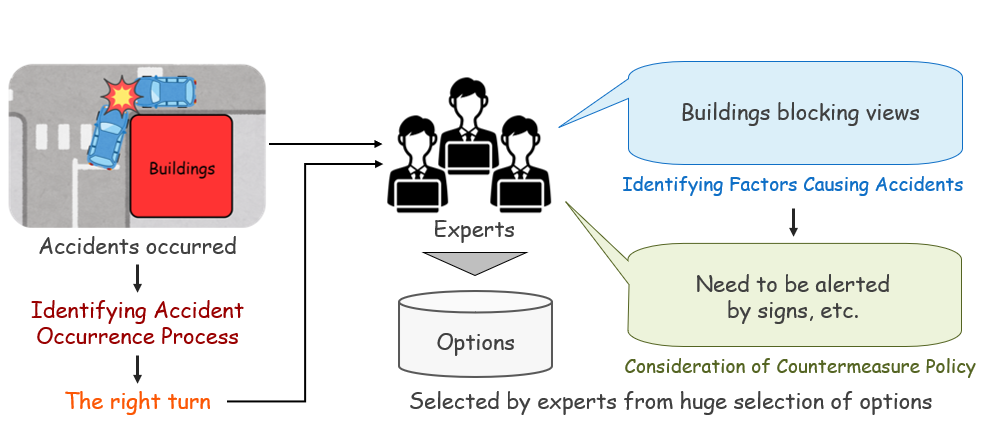 Buildings
Accidents occurred
Identifying Accident
Occurrence Process
The right turn
Experts
Options
Buildings blocking views
Identifying Factors Causing Accidents
Need to be alerted
by signs, etc.
Consideration of Countermeasure Policy
Selected by experts from huge selection of options